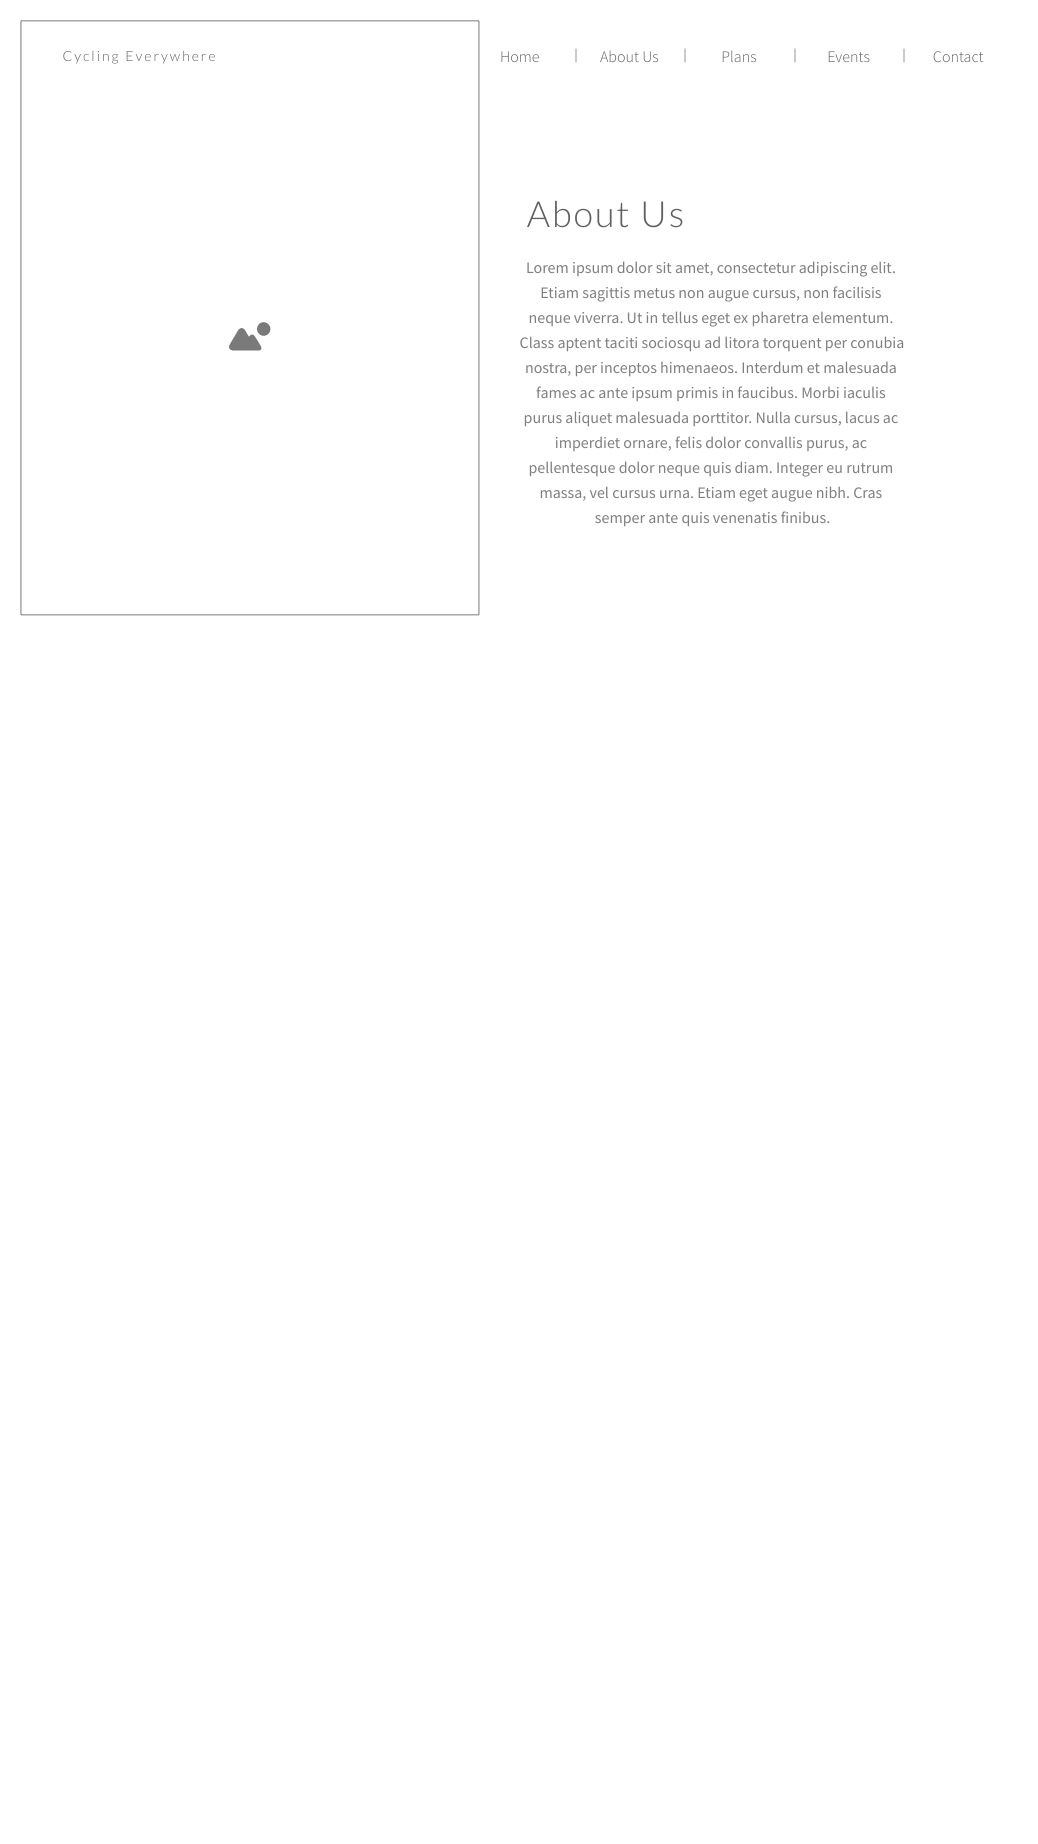 Cycling Everywhere
Home | About Us | Plans | Events | Contact
About Us
Lorem ipsum dolor sit amet, consectetur adipiscing elit.
Etiam sagittis metus non augue cursus, non facilisis
neque viverra. Ut in tellus eget ex pharetra elementum.
Class aptent taciti sociosqu ad litora torquent per conubia
nostra, per inceptos himenaeos. Interdum et malesuada
fames ac ante ipsum primis in faucibus. Morbi iaculis
purus aliquet malesuada porttitor. Nulla cursus, lacus ac
imperdiet ornare, felis dolor convallis purus, ac
pellentesque dolor neque quis diam. Integer eu rutrum
massa, vel cursus urna. Etiam eget augue nibh. Cras
semper ante quis venenatis finibus.